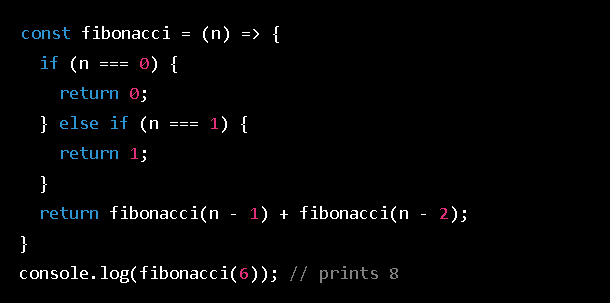 const fibonacci = (n) => {
  if (n === 0) {
    return 0;
  } else if (n === 1) {
    return 1;
  }
  return fibonacci(n - 1) + fibonacci(n - 2);
}
console.log(fibonacci(6)); // prints 8